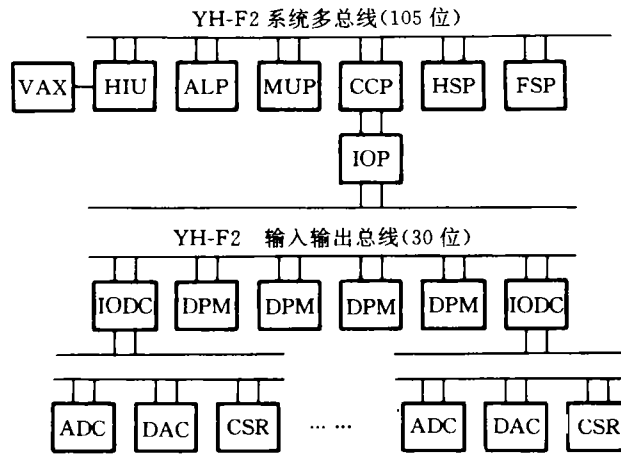 YH-F2 系统多总线(105 位)
VAX HIU ALP MUP CCP HSP FSP
IOP
YH-F2 输入输出总线(30 位)
IODC DPM DPM DPM DPM IODC
ADC DAC CSR …… ADC DAC CSR